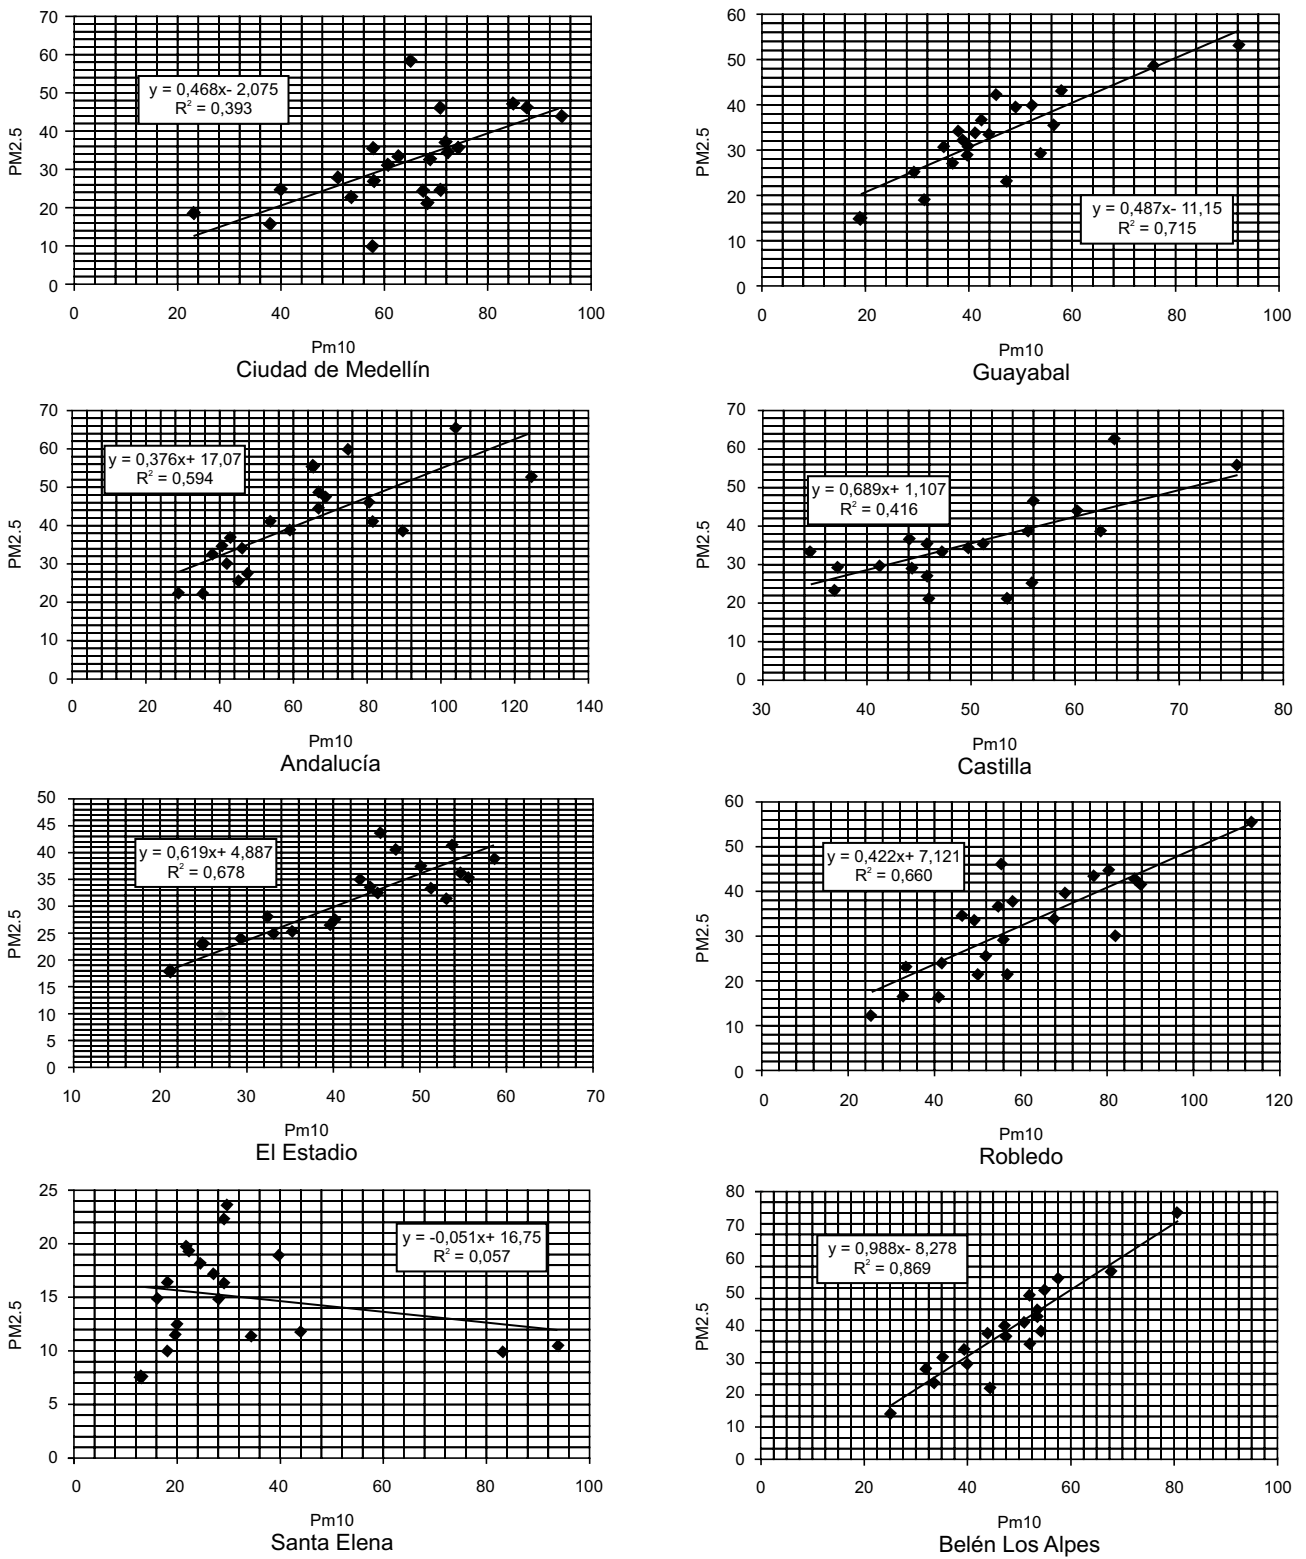 70
60
50
40
30
20
10
0
PM2.5
y = 0,468x- 2,075
R² = 0,393
0 20 40 60 80 100
Pm10
Ciudad de Medellín
60
50
40
30
20
10
0
PM2.5
y = 0,487x- 11,15
R² = 0,715
0 20 40 60 80 100
Pm10
Guayabal
70
60
50
40
30
20
10
0
PM2.5
y = 0,376x+ 17,07
R² = 0,594
0 20 40 60 80 100 120 140
Pm10
Andalucía
70
60
50
40
30
20
10
0
PM2.5
y = 0,689x+ 1,107
R² = 0,416
30 40 50 60 70 80
Pm10
Castilla
50
45
40
35
30
25
20
15
10
5
0
PM2.5
y = 0,619x+ 4,887
R² = 0,678
10 20 30 40 50 60 70
Pm10
El Estadio
60
50
40
30
20
10
0
PM2.5
y = 0,422x+ 7,121
R² = 0,660
0 20 40 60 80 100 120
Pm10
Robledo
25
20
15
10
5
0
PM2.5
y = -0,051x+ 16,75
R² = 0,057
0 20 40 60 80 100
Pm10
Santa Elena
80
70
60
50
40
30
20
10
0
PM2.5
y = 0,988x- 8,278
R² = 0,869
0 20 40 60 80 100
Pm10
Belén Los Alpes